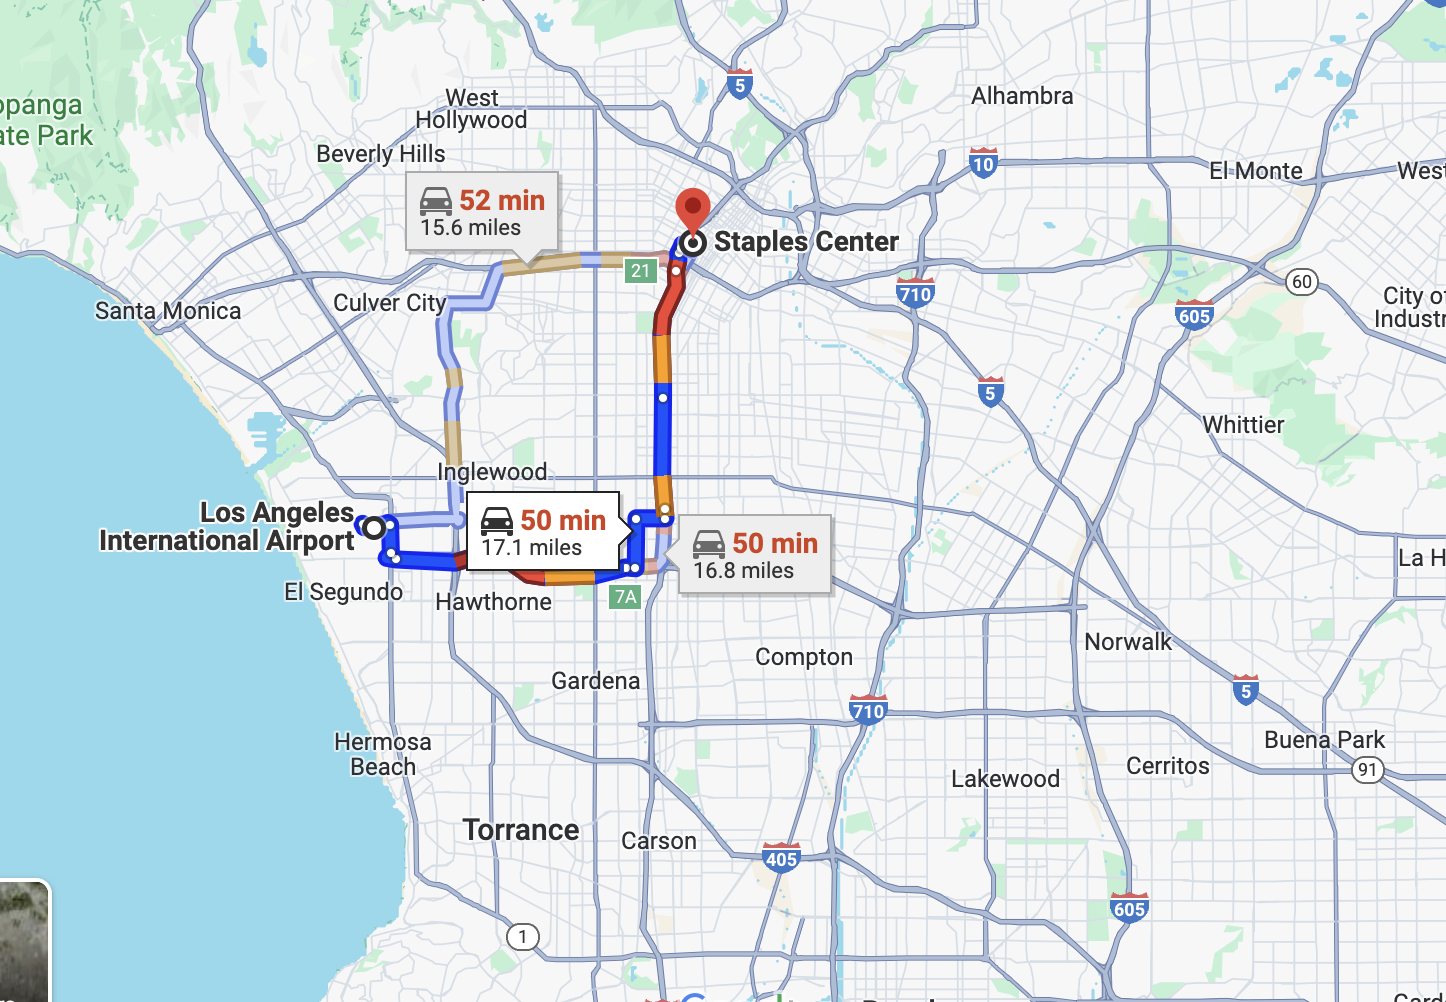 5
Alhambra
West
Hollywood
opanga
ate Park
Beverly Hills
10
El Monte
West
52 min
15.6 miles
Staples Center
21
710
60
605
City of
Industr
Culver City
Santa Monica
5
Whittier
Inglewood
Los Angeles
International Airport
50 min
17.1 miles
50 min
16.8 miles
La H
El Segundo
Hawthorne
7A
Norwalk
Compton
Gardena
5
710
Hermosa
Beach
Buena Park
91
Cerritos
Lakewood
Torrance
Carson
405
605
1